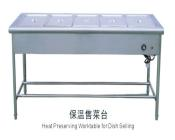 保温售菜台
Heat Preserving Worktable for Dish Selling